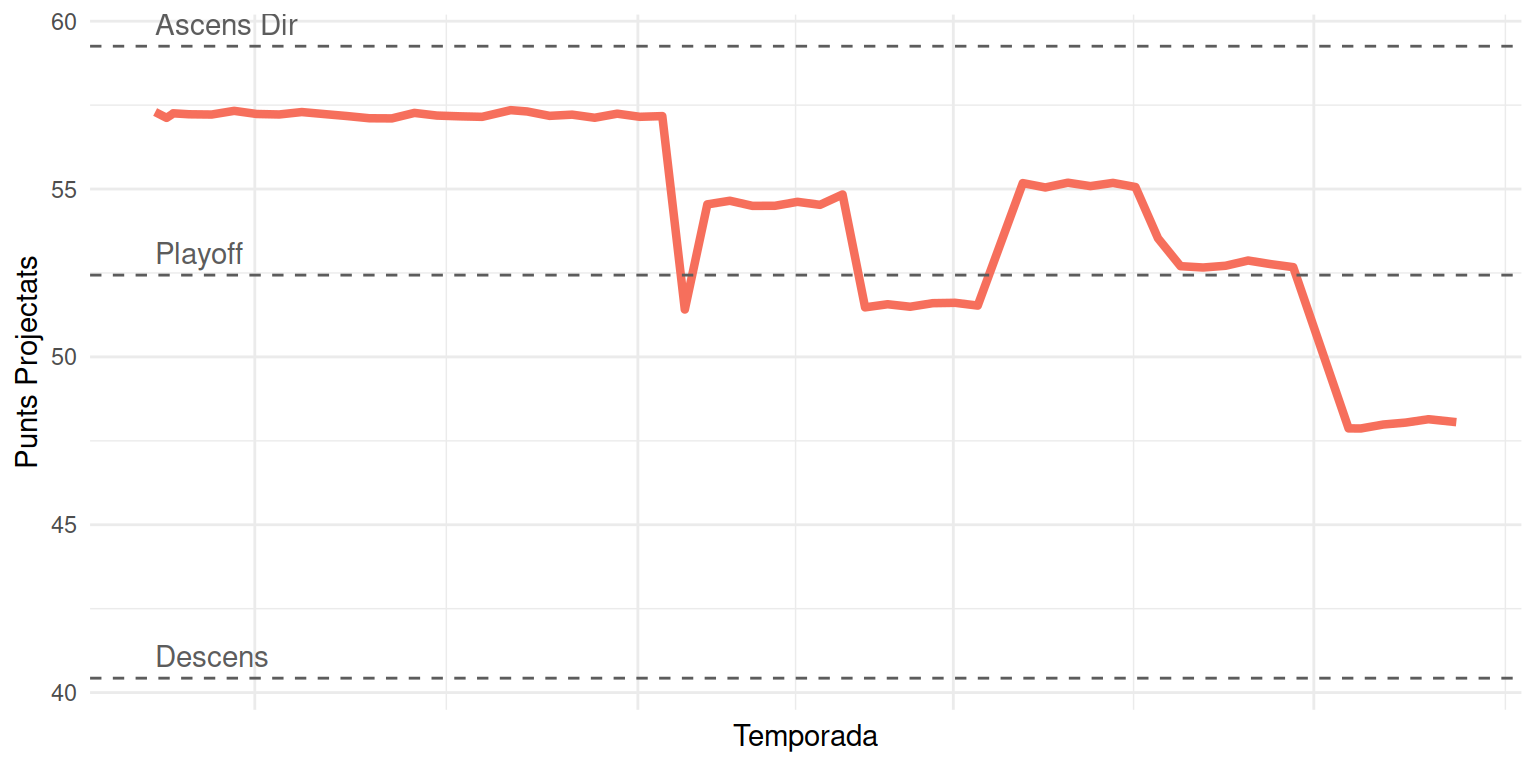 60
Ascens Dir
55
Playoff
50
Punts Projectats
45
Descens
40
Temporada